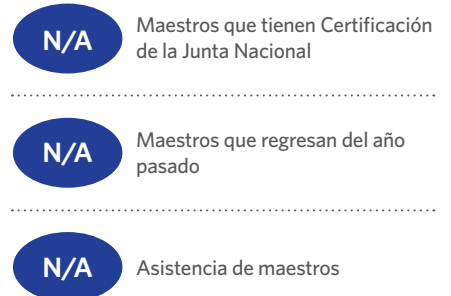 N/A
Maestros que tienen Certificación
de la Junta Nacional
N/A
Maestros que regresan del año
pasado
N/A
Asistencia de maestros